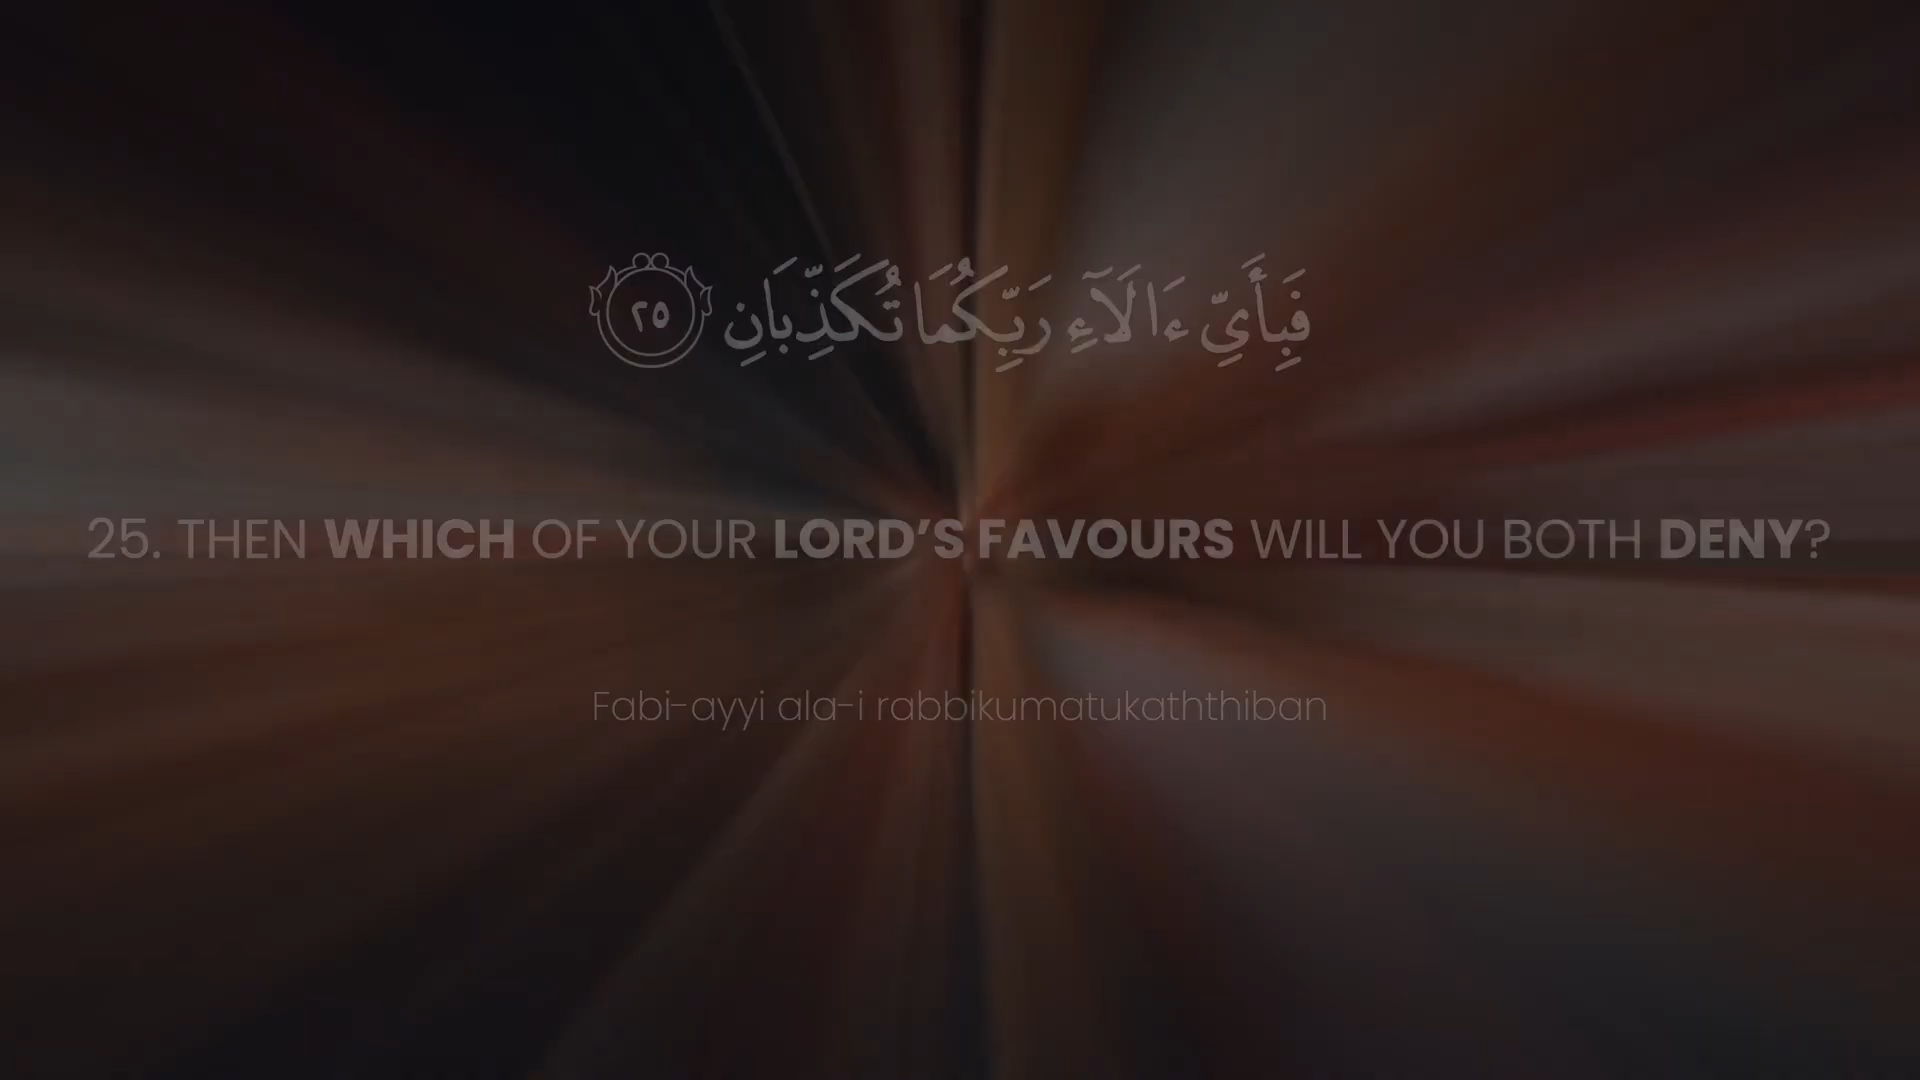 فَبِأَيِّ ءَالَآءِ رَبِّكُمَا تُكَذِّبَانِ ٢٥
25. THEN WHICH OF YOUR LORD’S FAVOURS WILL YOU BOTH DENY?
Fabi-ayyi ala-i rabbikumatukaththiban